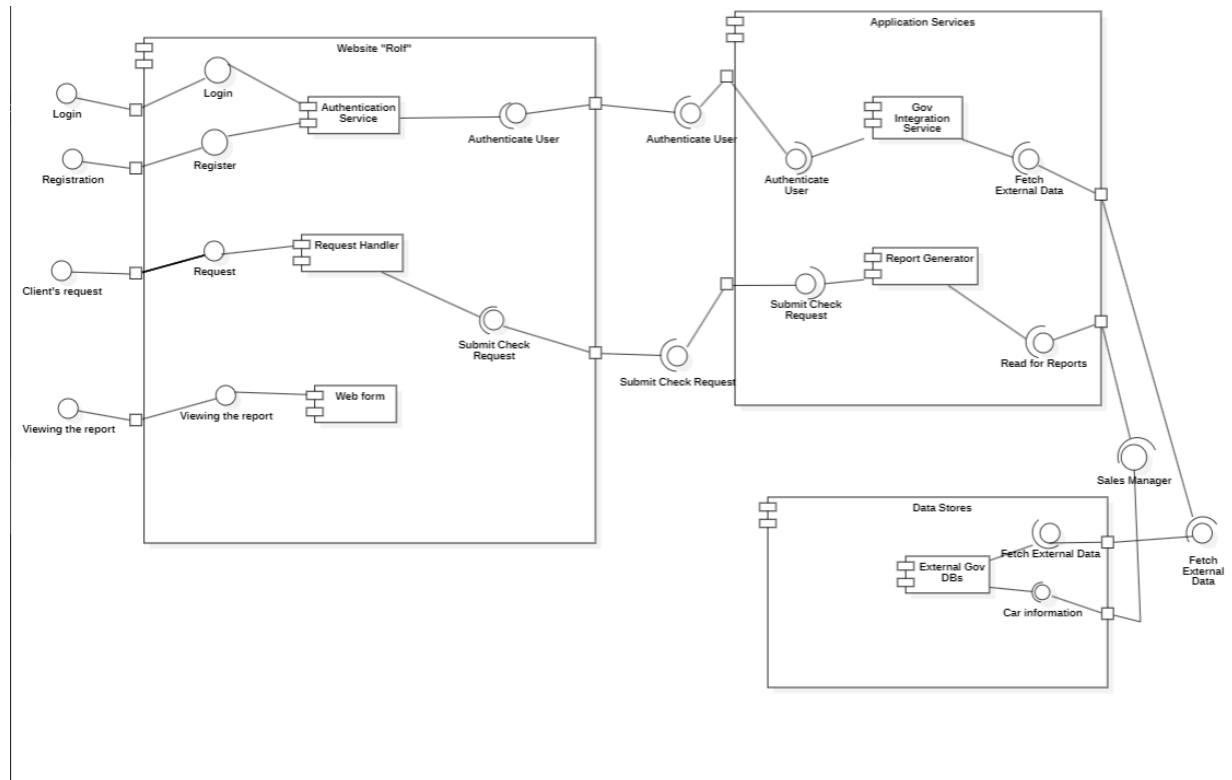 Application Services
Website "Rolf"
Login
Login
Authentication
Service
Authenticate User
Authenticate User
Gov
Integration
Service
Registration
Register
Authenticate
User
Fetch
External Data
Request Handler
Report Generator
Client's request
Request
Submit Check
Request
Submit Check
Request
Submit Check Request
Read for Reports
Web form
Viewing the report
Viewing the report
Sales Manager
Data Stores
Fetch External Data
External Gov
DBs
Car information
Fetch
External
Data